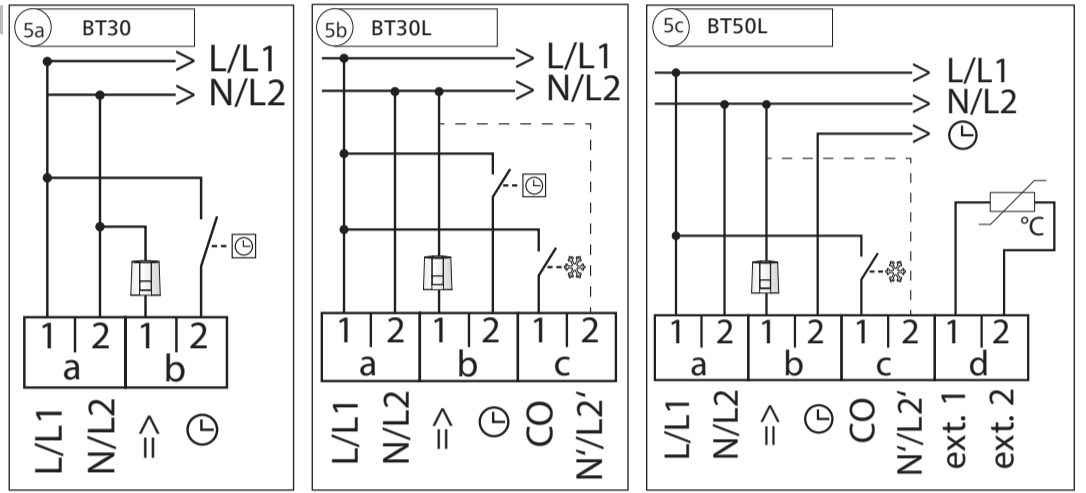 5a BT30
L/L1
N/L2
1 2 1 2
a b
L/L1 N/L2 =>
5b BT30L
L/L1
N/L2
1 2 1 2 1 2
a b c
L/L1 N/L2 => CO N'/L2'
5c BT50L
L/L1
N/L2
°C
1 2 1 2 1 2 1 2
a b c d
L/L1 N/L2 => CO N'/L2' ext. 1 ext. 2